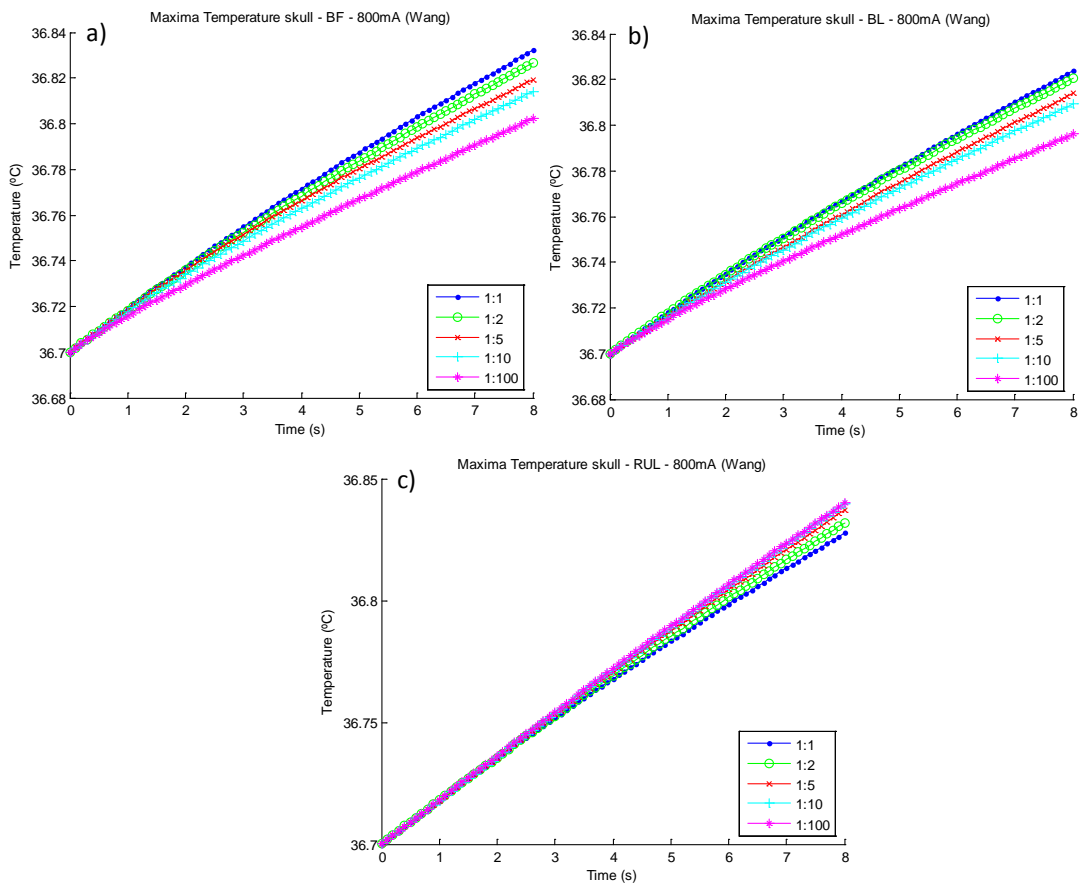 Maxima Temperature skull - BF - 800mA (Wang)
a)
36.84
36.82
36.8
36.78
36.76
36.74
36.72
36.7
36.68
Temperature (ºC)
0 1 2 3 4 5 6 7 8
Time (s)
1:1
1:2
1:5
1:10
1:100
Maxima Temperature skull - BL - 800mA (Wang)
b)
36.84
36.82
36.8
36.78
36.76
36.74
36.72
36.7
36.68
Temperature (ºC)
0 1 2 3 4 5 6 7 8
Time (s)
1:1
1:2
1:5
1:10
1:100
Maxima Temperature skull - RUL - 800mA (Wang)
c)
36.85
36.8
36.75
36.7
Temperature (ºC)
0 1 2 3 4 5 6 7 8
Time (s)
1:1
1:2
1:5
1:10
1:100